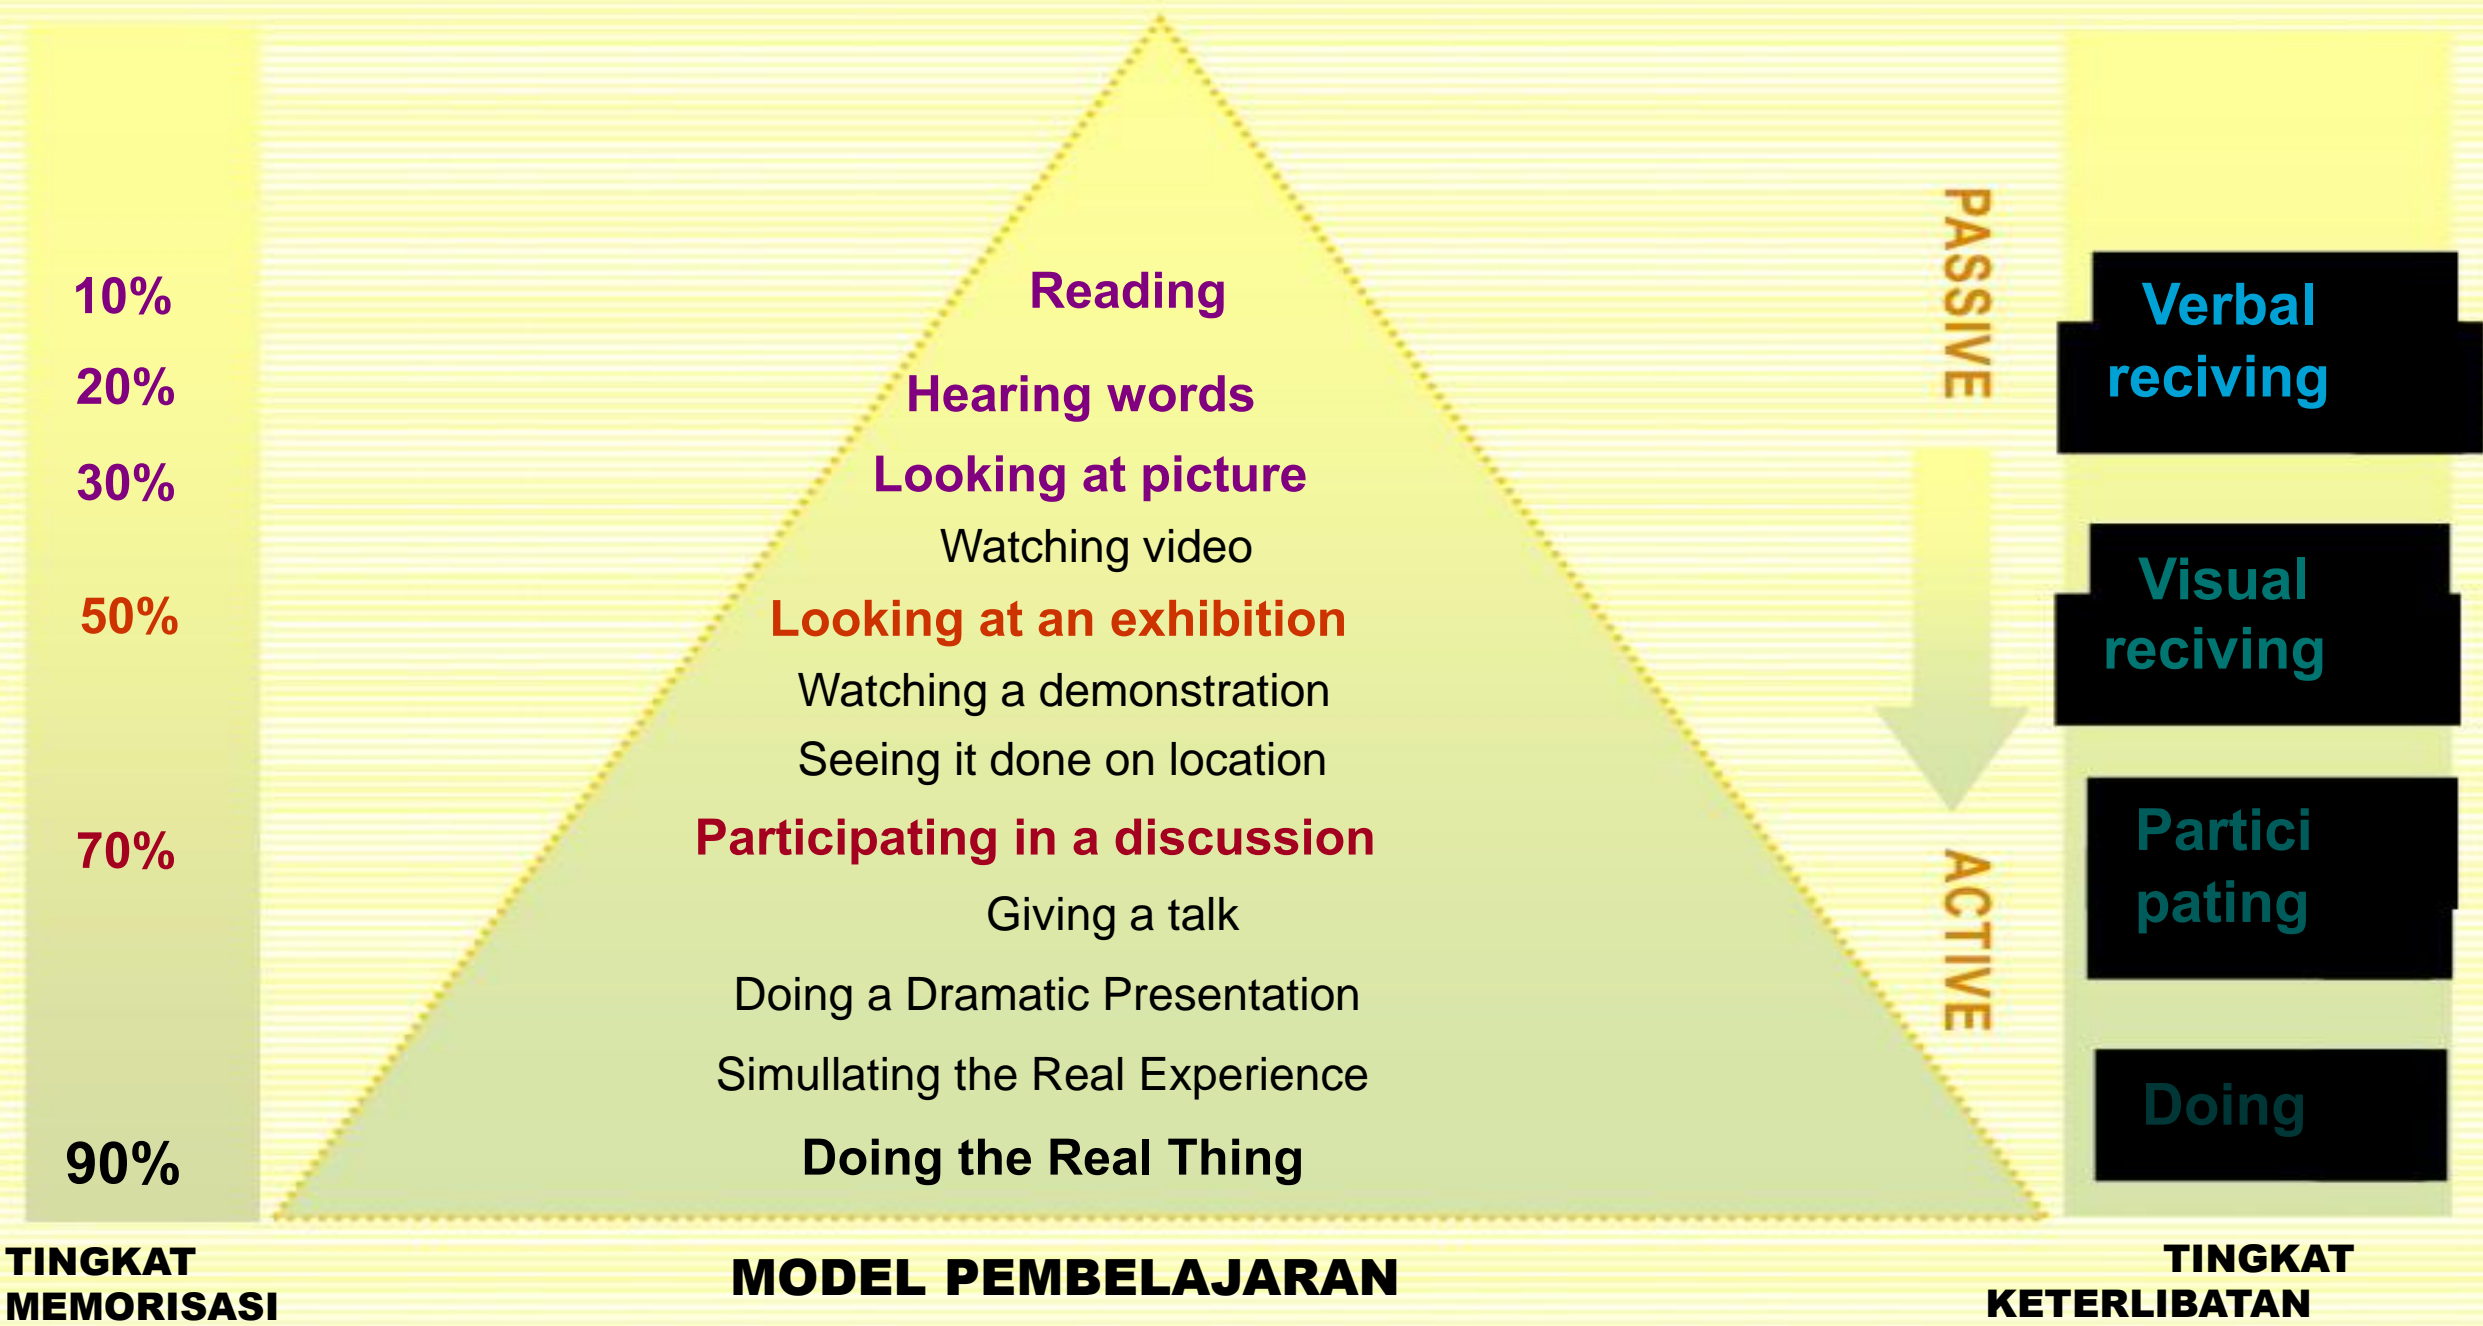 10%
20%
30%
50%
70%
90%
TINGKAT
MEMORISASI
Reading
Hearing words
Looking at picture
Watching video
Looking at an exhibition
Watching a demonstration
Seeing it done on location
Participating in a discussion
Giving a talk
Doing a Dramatic Presentation
Simullating the Real Experience
Doing the Real Thing
MODEL PEMBELAJARAN
PASSIVE
ACTIVE
Verbal
reciving
Visual
reciving
Partici
pating
Doing
TINGKAT
KETERLIBATAN